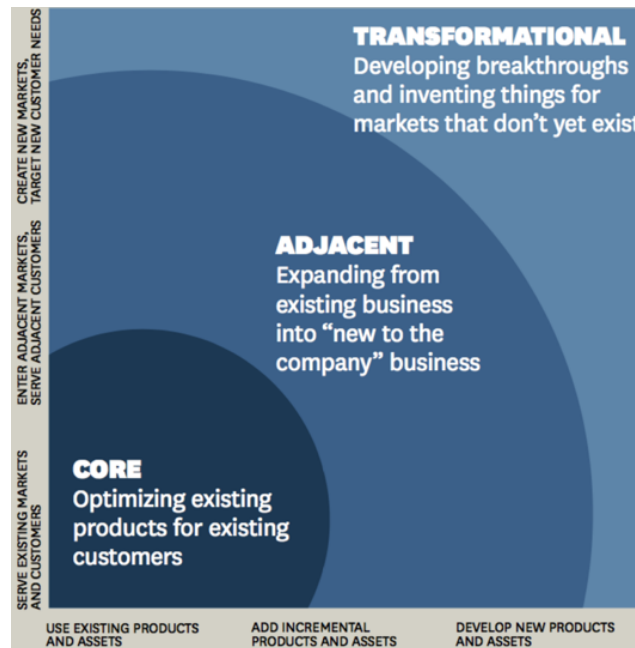 TRANSFORMATIONAL
Developing breakthroughs
and inventing things for
markets that don't yet exist
ADJACENT
Expanding from
existing business
into "new to the
company" business
CORE
Optimizing existing
products for existing
customers
CREATE NEW MARKETS,
TARGET NEW CUSTOMER NEEDS
ENTER ADJACENT MARKETS,
SERVE ADJACENT CUSTOMERS
SERVE EXISTING MARKETS
AND CUSTOMERS
USE EXISTING PRODUCTS
AND ASSETS
ADD INCREMENTAL
PRODUCTS AND ASSETS
DEVELOP NEW PRODUCTS
AND ASSETS